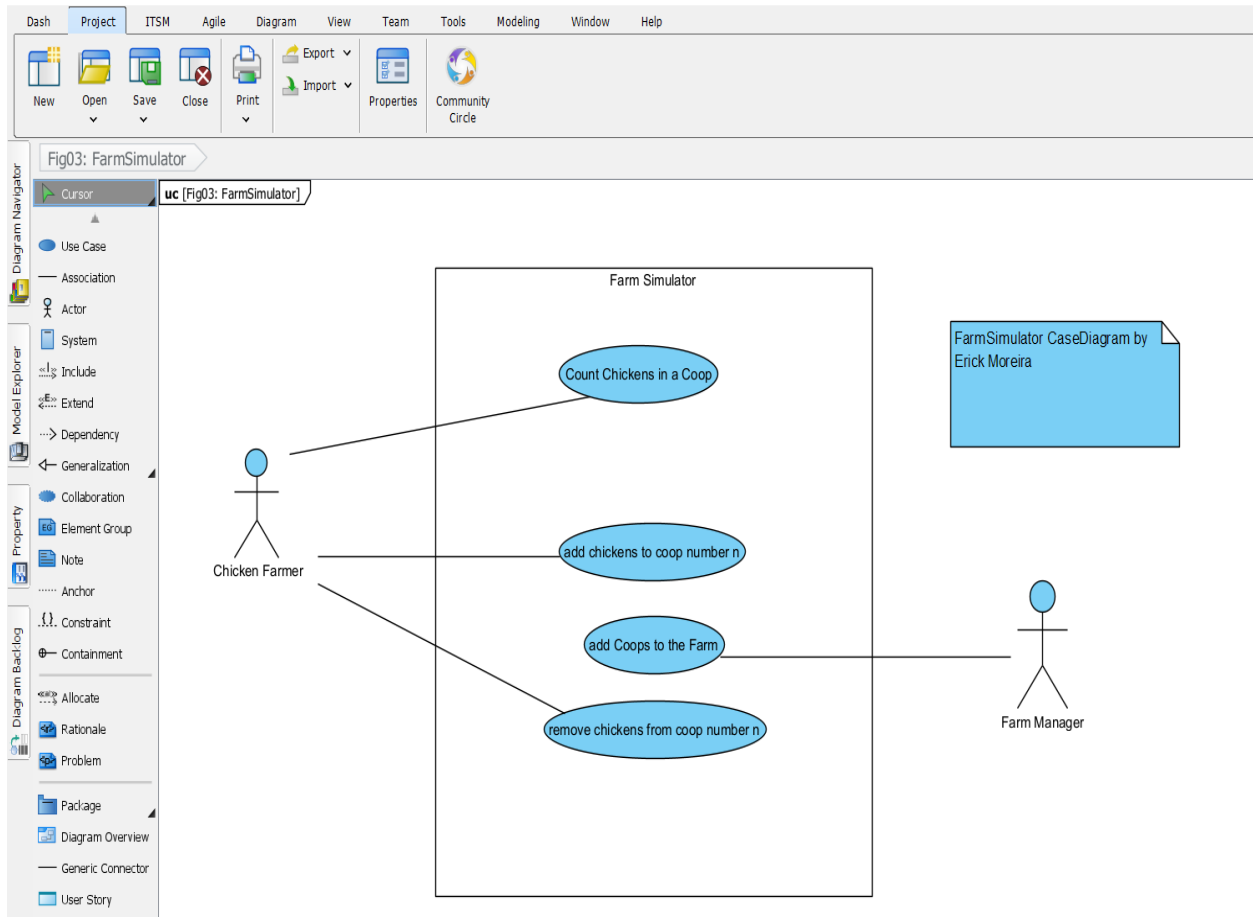 Dash Project ITSM Agile Diagram View Team Tools Modeling Window Help
New Open Save Close Print Export Import Properties Community
Circle
Fig03: FarmSimulator
Diagram Navigator
Model Explorer
Property
Diagram Backlog
Cursor
Use Case
Association
Actor
System
Include
Extend
Dependency
Generalization
Collaboration
EG Element Group
Note
Anchor
Constraint
Containment
Allocate
Rationale
Problem
Package
Diagram Overview
Generic Connector
User Story
uc [Fig03: FarmSimulator]
Farm Simulator
Count Chickens in a Coop
add chickens to coop number n
add Coops to the Farm
remove chickens from coop number n
Chicken Farmer
Farm Manager
FarmSimulator CaseDiagram by
Erick Moreira